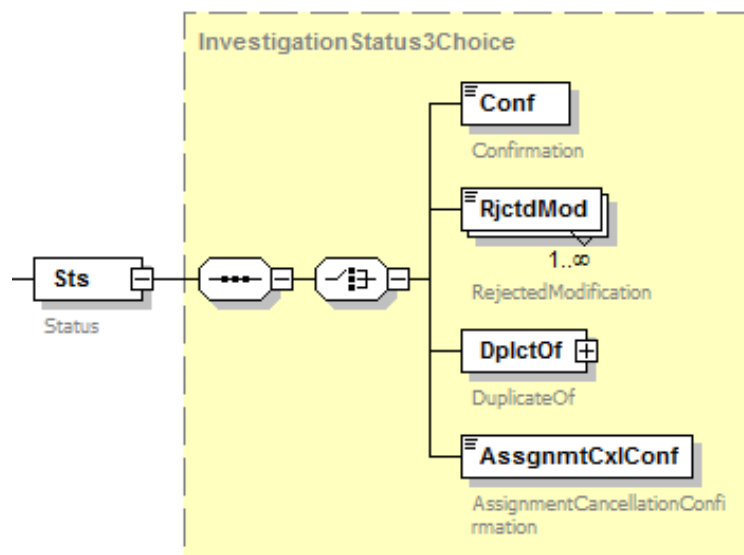 InvestigationStatus3Choice
Conf
Confirmation
RjctdMod
1..∞
RejectedModification
Sts
Status
DplctOf
DuplicateOf
AssgnmtCxlConf
AssignmentCancellationConfi
rmation